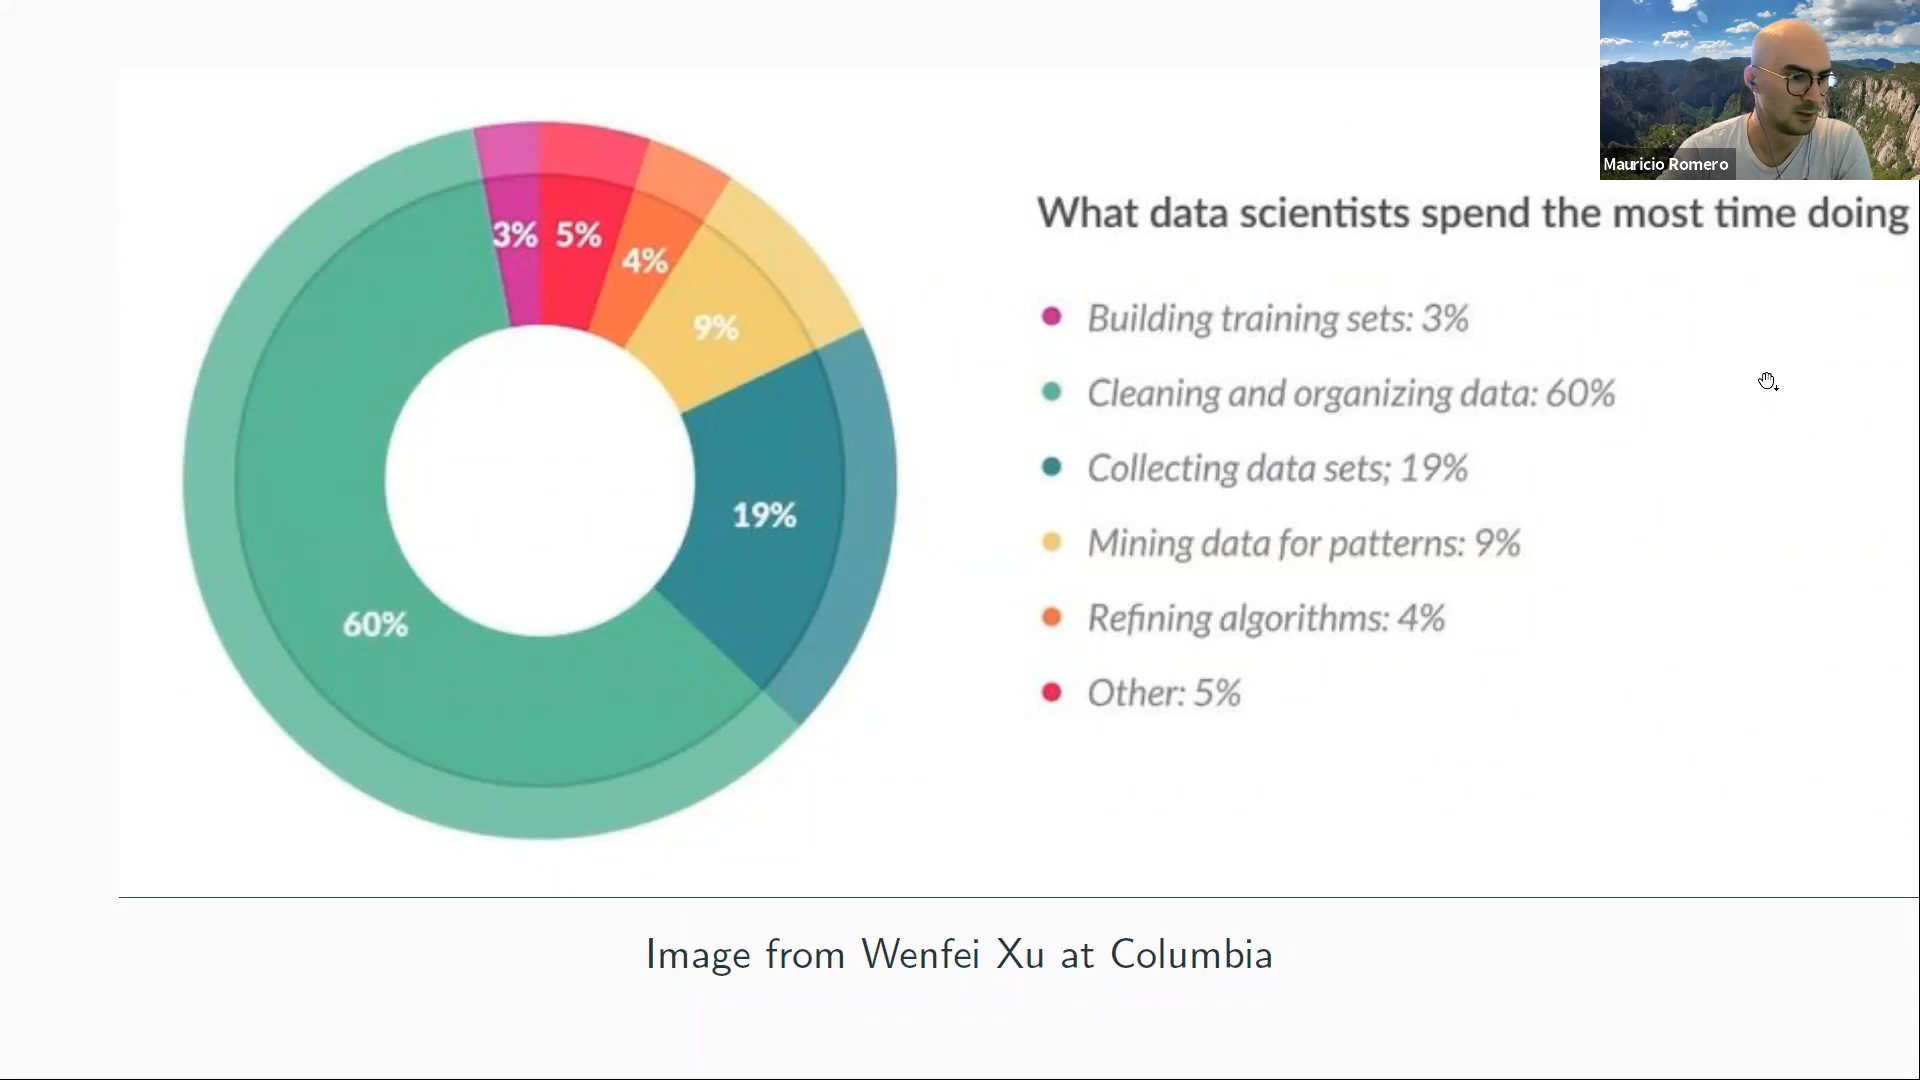 Mauricio Romero
What data scientists spend the most time doing
3%
5%
4%
9%
19%
60%
Building training sets: 3%
Cleaning and organizing data: 60%
Collecting data sets; 19%
Mining data for patterns: 9%
Refining algorithms: 4%
Other: 5%
Image from Wenfei Xu at Columbia